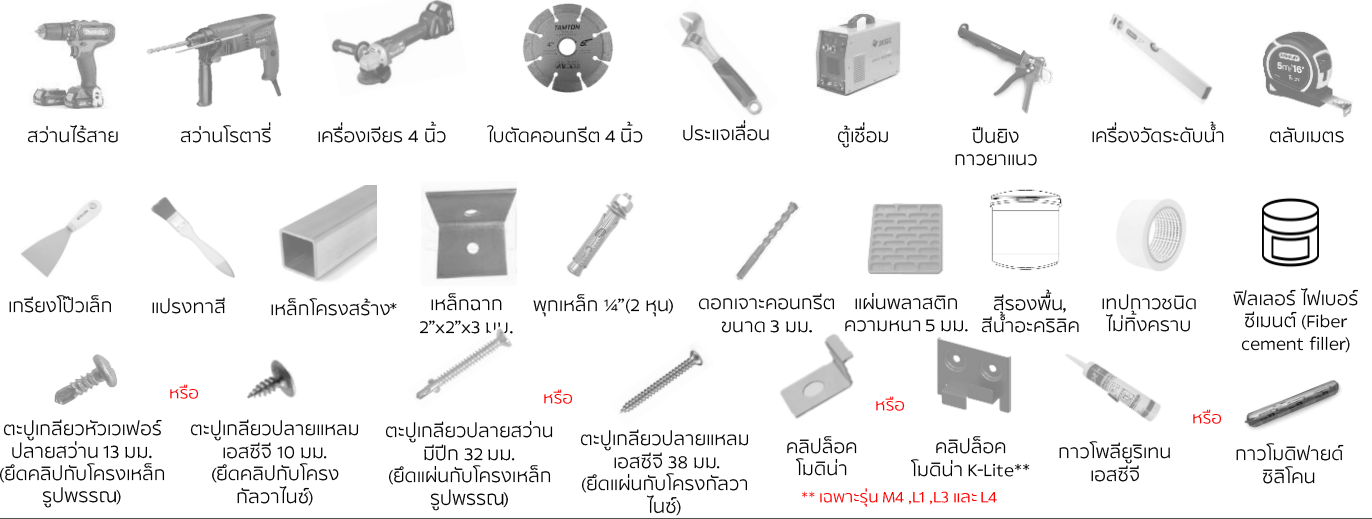 สว่านไร้สาย
สว่านโรตารี่
เครื่องเจียร 4 นิ้ว
TAMTON
4"
ใบตัดคอนกรีต 4 นิ้ว
ประแจเลื่อน
JASIC
ตู้เชื่อม
ปืนยิง
กาวยาแนว
เครื่องวัดระดับน้ำ
STANLEY
5m/16'
ตลับเมตร
เกรียงโป๊วเล็ก
แปรงทาสี
เหล็กโครงสร้าง*
เหล็กฉาก
2”x2”x3 มม.
พุกเหล็ก ¼”(2 หุน)
ดอกเจาะคอนกรีต
ขนาด 3 มม.
แผ่นพลาสติก
ความหนา 5 มม.
สีรองพื้น,
สีน้ำอะคริลิค
เทปกาวชนิด
ไม่ทิ้งคราบ
ฟิลเลอร์ ไฟเบอร์
ซีเมนต์ (Fiber
cement filler)
ตะปูเกลียวหัวเวเฟอร์
ปลายสว่าน 13 มม.
(ยึดคลิปกับโครงเหล็ก
รูปพรรณ)
หรือ
ตะปูเกลียวปลายแหลม
เอสซีจี 10 มม.
(ยึดคลิปกับโครง
กัลวาไนซ์)
ตะปูเกลียวปลายสว่าน
มีปีก 32 มม.
(ยึดแผ่นกับโครงเหล็ก
รูปพรรณ)
หรือ
ตะปูเกลียวปลายแหลม
เอสซีจี 38 มม.
(ยึดแผ่นกับโครงกัลวา
ไนซ์)
คลิปล็อค
โมดิน่า
หรือ
คลิปล็อค
โมดิน่า K-Lite**
** เฉพาะรุ่น M4 ,L1 ,L3 และ L4
กาวโพลียูริเทน
เอสซีจี
หรือ
กาวโมดิฟายด์
ซิลิโคน